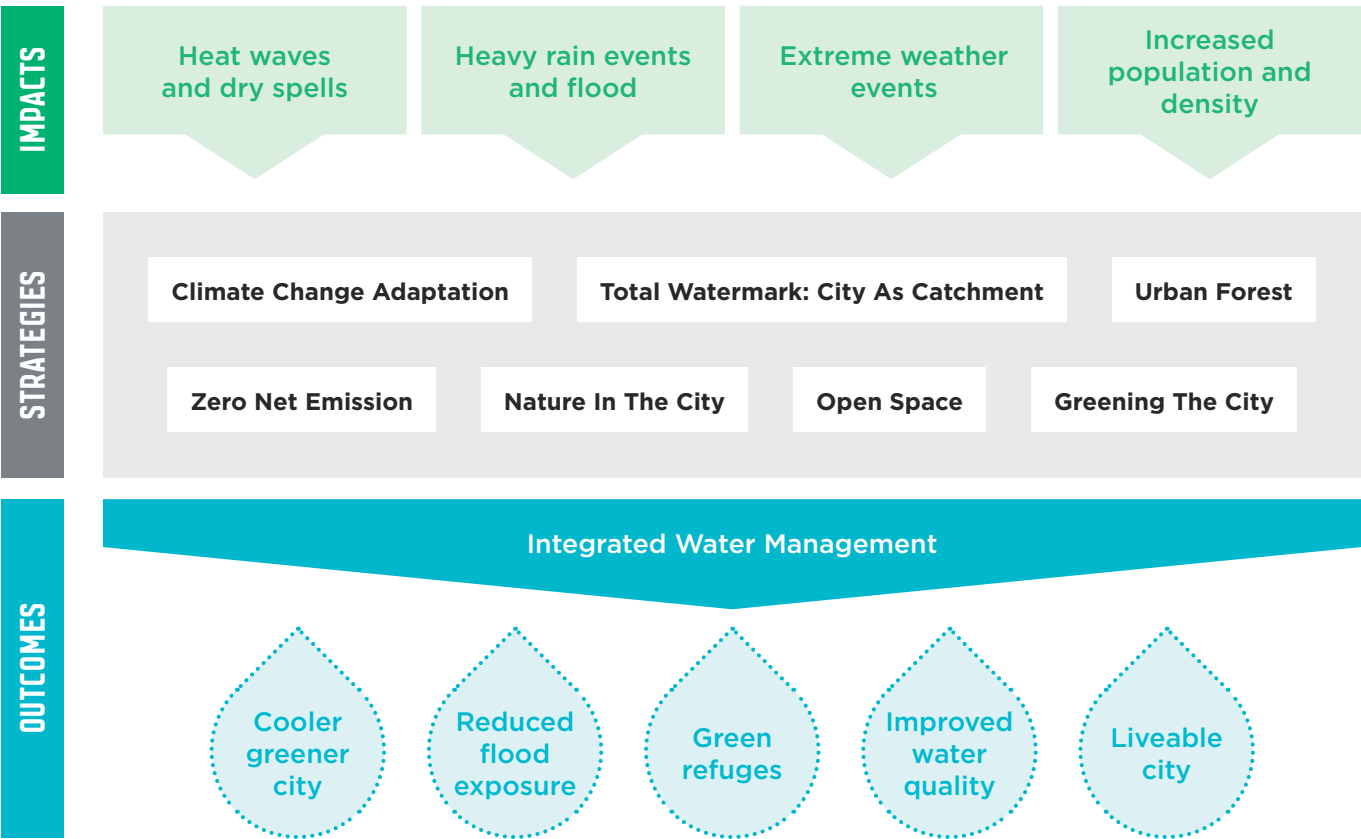 IMPACTS
Heat waves
and dry spells
Heavy rain events
and flood
Extreme weather
events
Increased
population and
density
STRATEGIES
Climate Change Adaptation
Total Watermark: City As Catchment
Urban Forest
Zero Net Emission
Nature In The City
Open Space
Greening The City
OUTCOMES
Integrated Water Management
Cooler
greener
city
Reduced
flood
exposure
Green
refuges
Improved
water
quality
Liveable
city